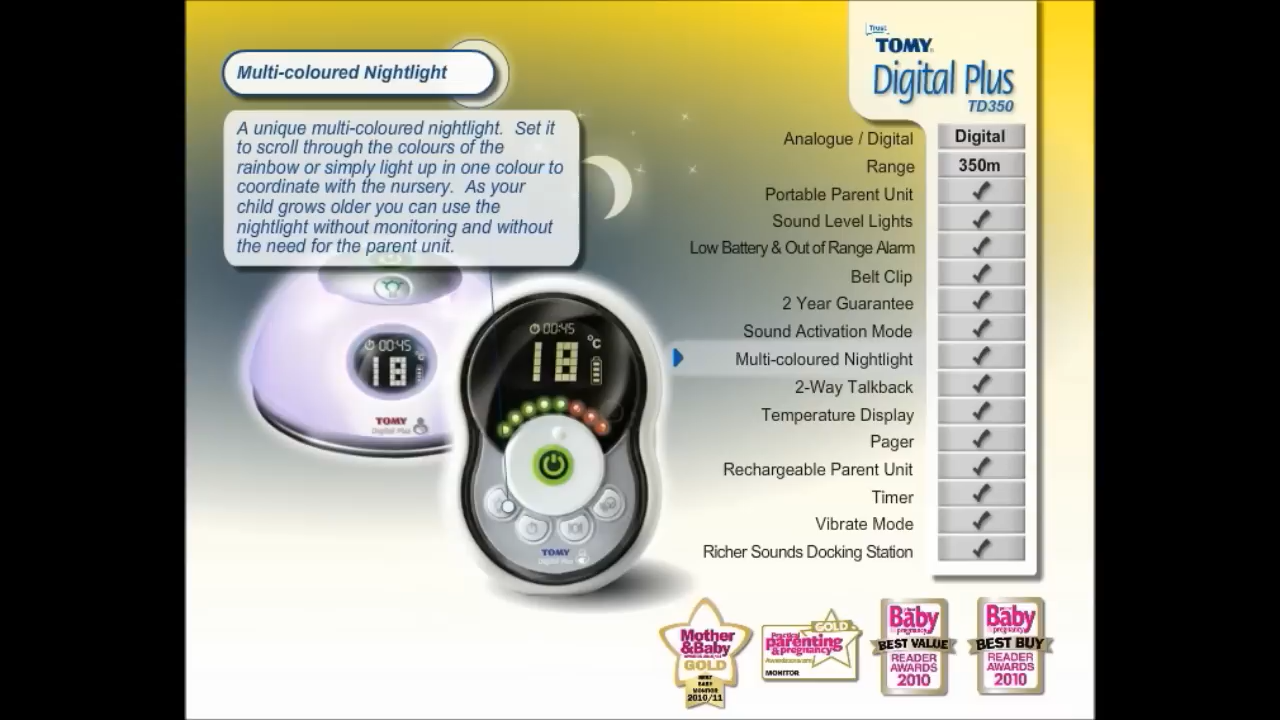 Trust
TOMY
Digital Plus
TD350
Multi-coloured Nightlight
A unique multi-coloured nightlight. Set it
to scroll through the colours of the
rainbow or simply light up in one colour to
coordinate with the nursery. As your
child grows older you can use the
nightlight without monitoring and without
the need for the parent unit.
Analogue / Digital Digital
Range 350m
Portable Parent Unit ✓
Sound Level Lights ✓
Low Battery & Out of Range Alarm ✓
Belt Clip ✓
2 Year Guarantee ✓
Sound Activation Mode ✓
Multi-coloured Nightlight ✓
2-Way Talkback ✓
Temperature Display ✓
Pager ✓
Rechargeable Parent Unit ✓
Timer ✓
Vibrate Mode ✓
Richer Sounds Docking Station ✓
00:45
18 °C
TOMY
Digital Plus
00:45
18 °C
TOMY
Digital Plus
Mother
&Baby
GOLD
BEST
BABY
MONITOR
2010/11
GOLD
Practical
parenting
&pregnancy
MONITOR
Baby
&pregnancy
BEST VALUE
READER
AWARDS
2010
Baby
&pregnancy
BEST BUY
READER
AWARDS
2010